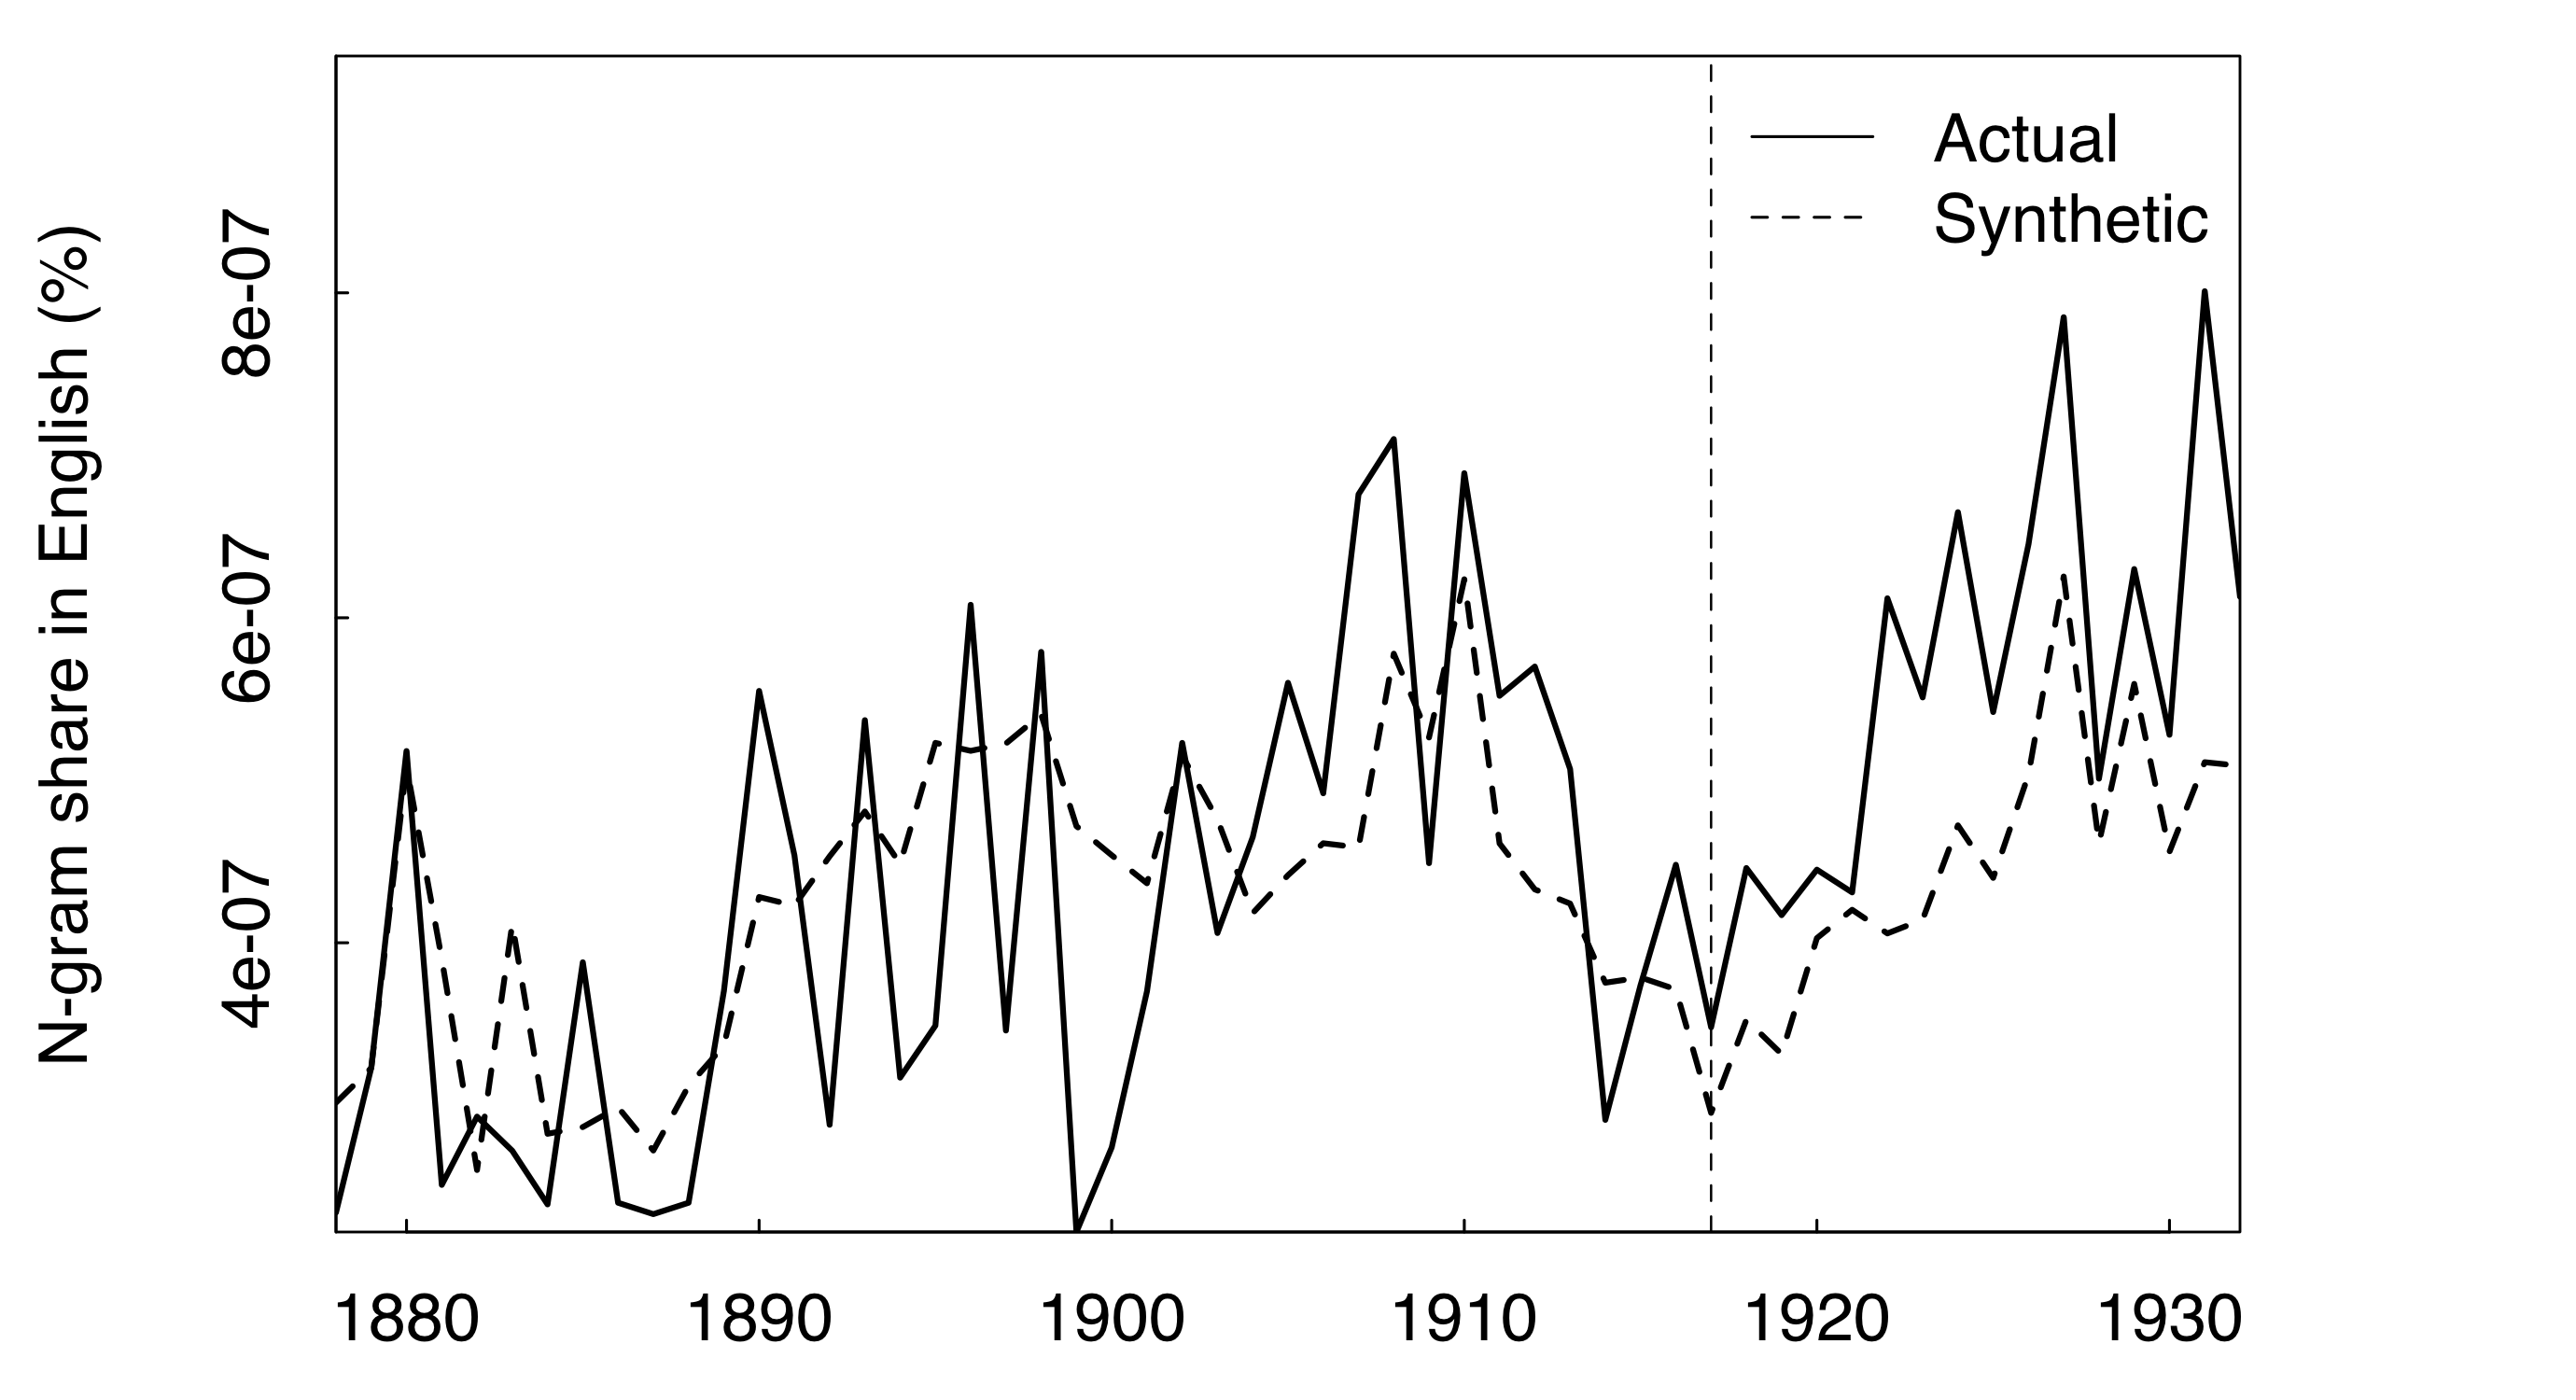 N-gram share in English (%)
8e-07
6e-07
4e-07
Actual
Synthetic
1880 1890 1900 1910 1920 1930